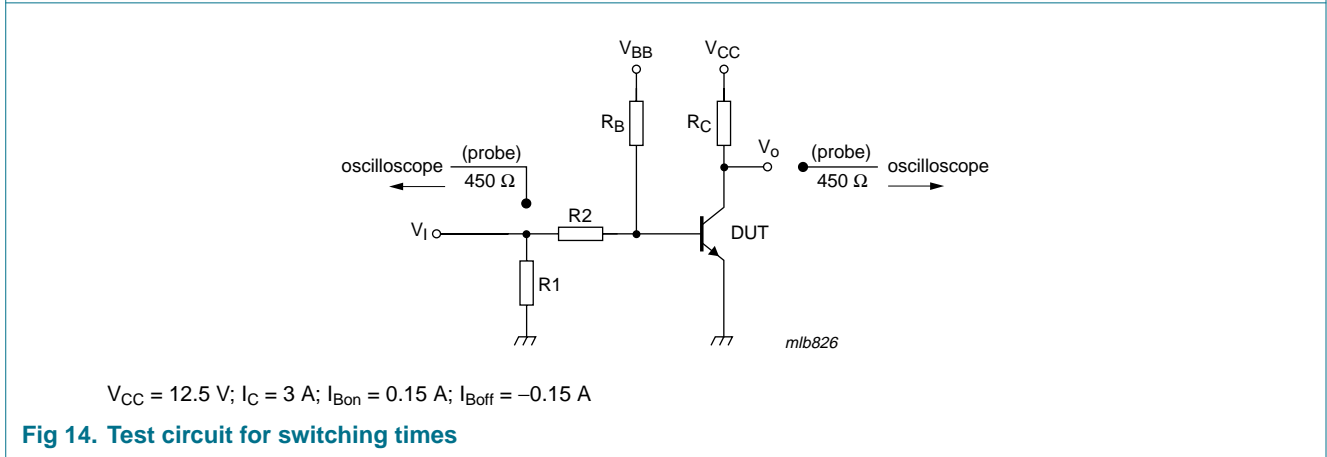 V_BB V_CC
R_B R_C
V_o
oscilloscope (probe) 450 Ω
(probe) 450 Ω oscilloscope
V_I R2 DUT
R1
mlb826
V_CC = 12.5 V; I_C = 3 A; I_Bon = 0.15 A; I_Boff = −0.15 A
Fig 14. Test circuit for switching times